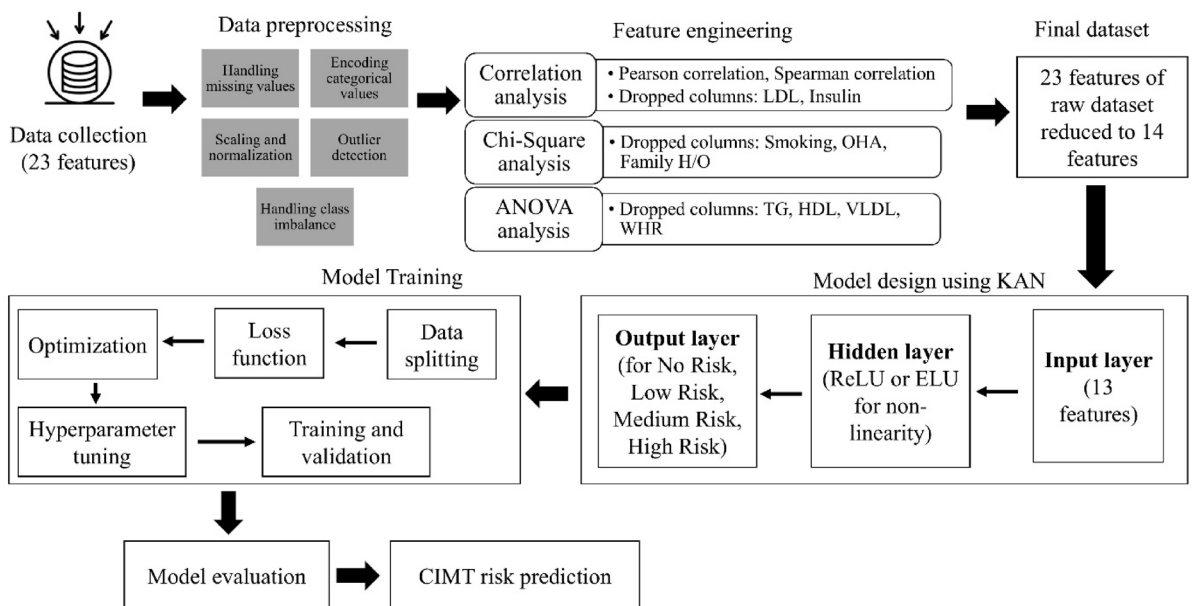 Data preprocessing
Feature engineering
Final dataset
Data collection
(23 features)
Handling
missing values
Encoding
categorical
values
Scaling and
normalization
Outlier
detection
Handling class
imbalance
Correlation
analysis
• Pearson correlation, Spearman correlation
• Dropped columns: LDL, Insulin
Chi-Square
analysis
• Dropped columns: Smoking, OHA,
Family H/O
ANOVA
analysis
• Dropped columns: TG, HDL, VLDL,
WHR
23 features of
raw dataset
reduced to 14
features
Model design using KAN
Input layer
(13
features)
Hidden layer
(ReLU or ELU
for non-
linearity)
Output layer
(for No Risk,
Low Risk,
Medium Risk,
High Risk)
Model Training
Data
splitting
Loss
function
Optimization
Hyperparameter
tuning
Training and
validation
Model evaluation
CIMT risk prediction